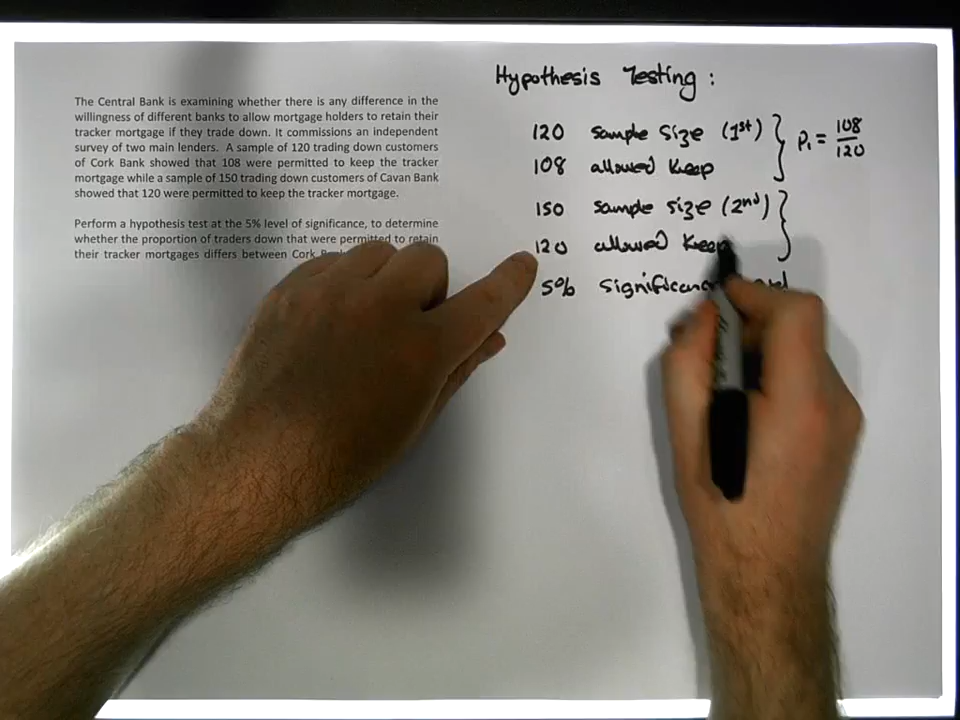 The Central Bank is examining whether there is any difference in the
willingness of different banks to allow mortgage holders to retain their
tracker mortgage if they trade down. It commissions an independent
survey of two main lenders. A sample of 120 trading down customers
of Cork Bank showed that 108 were permitted to keep the tracker
mortgage while a sample of 150 trading down customers of Cavan Bank
showed that 120 were permitted to keep the tracker mortgage.
Perform a hypothesis test at the 5% level of significance, to determine
whether the proportion of traders down that were permitted to retain
their tracker mortgages differs between Cork
Hypothesis Testing :
120 sample size (1st)
108 allowed keep
P₁ = 108/120
150 sample size (2nd)
120 allowed keep
5%